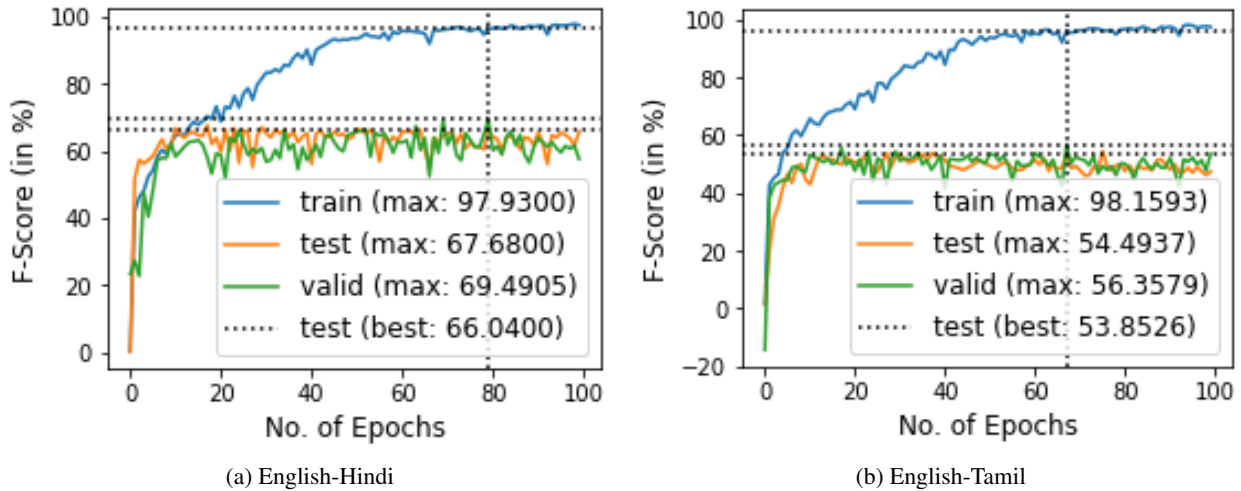 100
80
60
40
20
0
F-Score (in %)
train (max: 97.9300)
test (max: 67.6800)
valid (max: 69.4905)
test (best: 66.0400)
0 20 40 60 80 100
No. of Epochs
(a) English-Hindi
100
80
60
40
20
0
−20
F-Score (in %)
train (max: 98.1593)
test (max: 54.4937)
valid (max: 56.3579)
test (best: 53.8526)
0 20 40 60 80 100
No. of Epochs
(b) English-Tamil